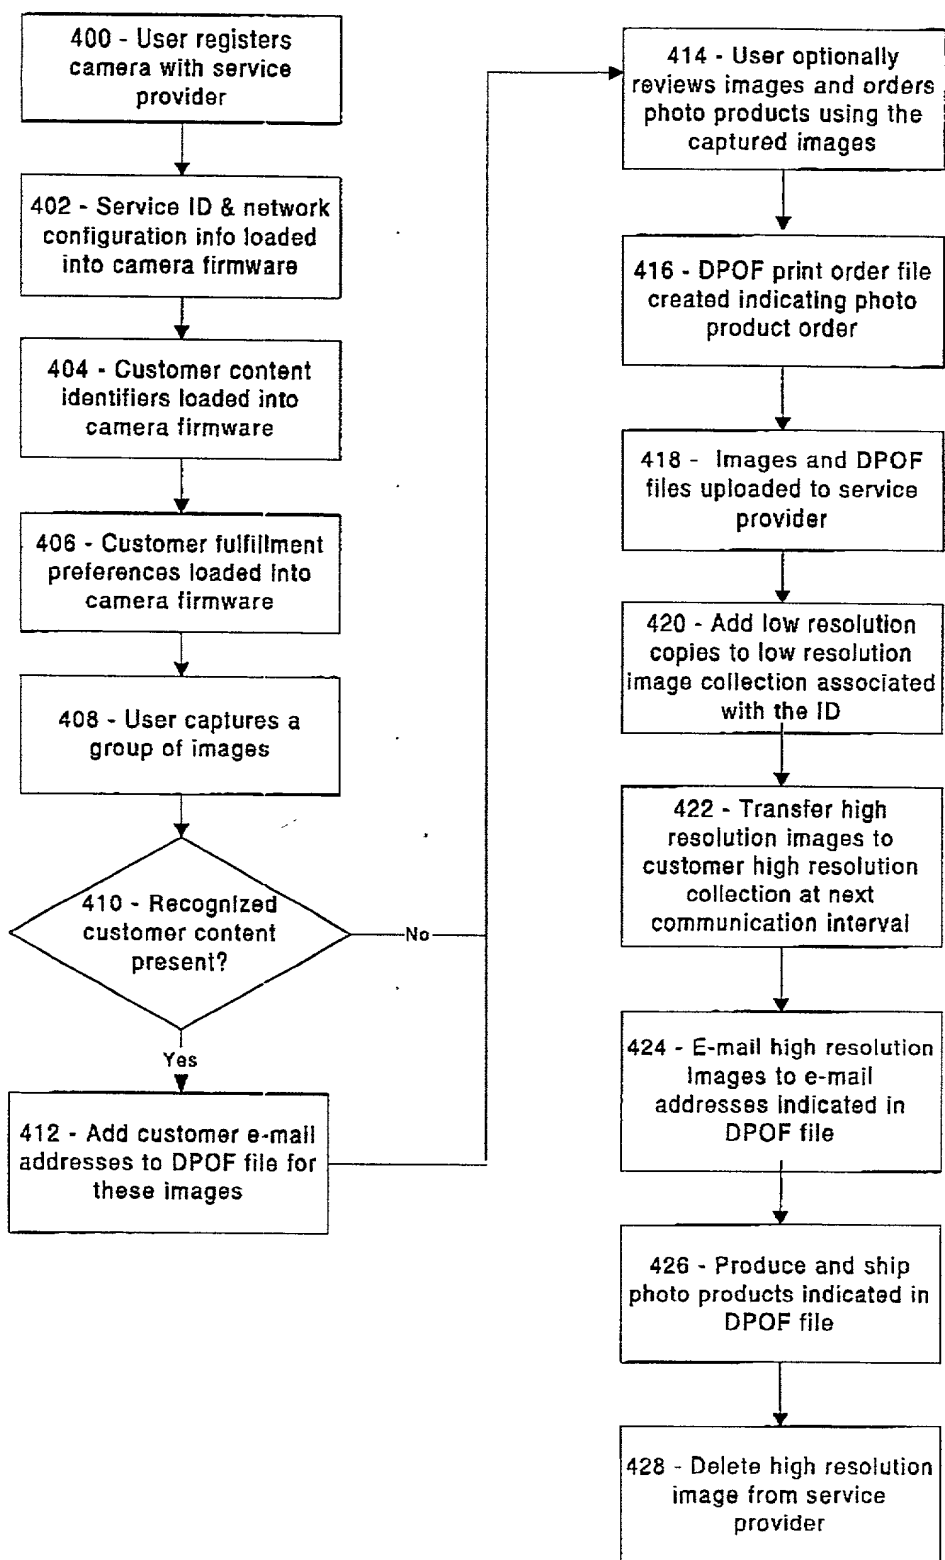 400 - User registers
camera with service
provider
402 - Service ID & network
configuration info loaded
into camera firmware
404 - Customer content
identifiers loaded into
camera firmware
406 - Customer fulfillment
preferences loaded into
camera firmware
408 - User captures a
group of images
410 - Recognized
customer content
present?
No
Yes
412 - Add customer e-mail
addresses to DPOF file for
these images
414 - User optionally
reviews images and orders
photo products using the
captured images
416 - DPOF print order file
created indicating photo
product order
418 - Images and DPOF
files uploaded to service
provider
420 - Add low resolution
copies to low resolution
image collection associated
with the ID
422 - Transfer high
resolution images to
customer high resolution
collection at next
communication interval
424 - E-mail high resolution
images to e-mail
addresses indicated in
DPOF file
426 - Produce and ship
photo products indicated in
DPOF file
428 - Delete high resolution
image from service
provider